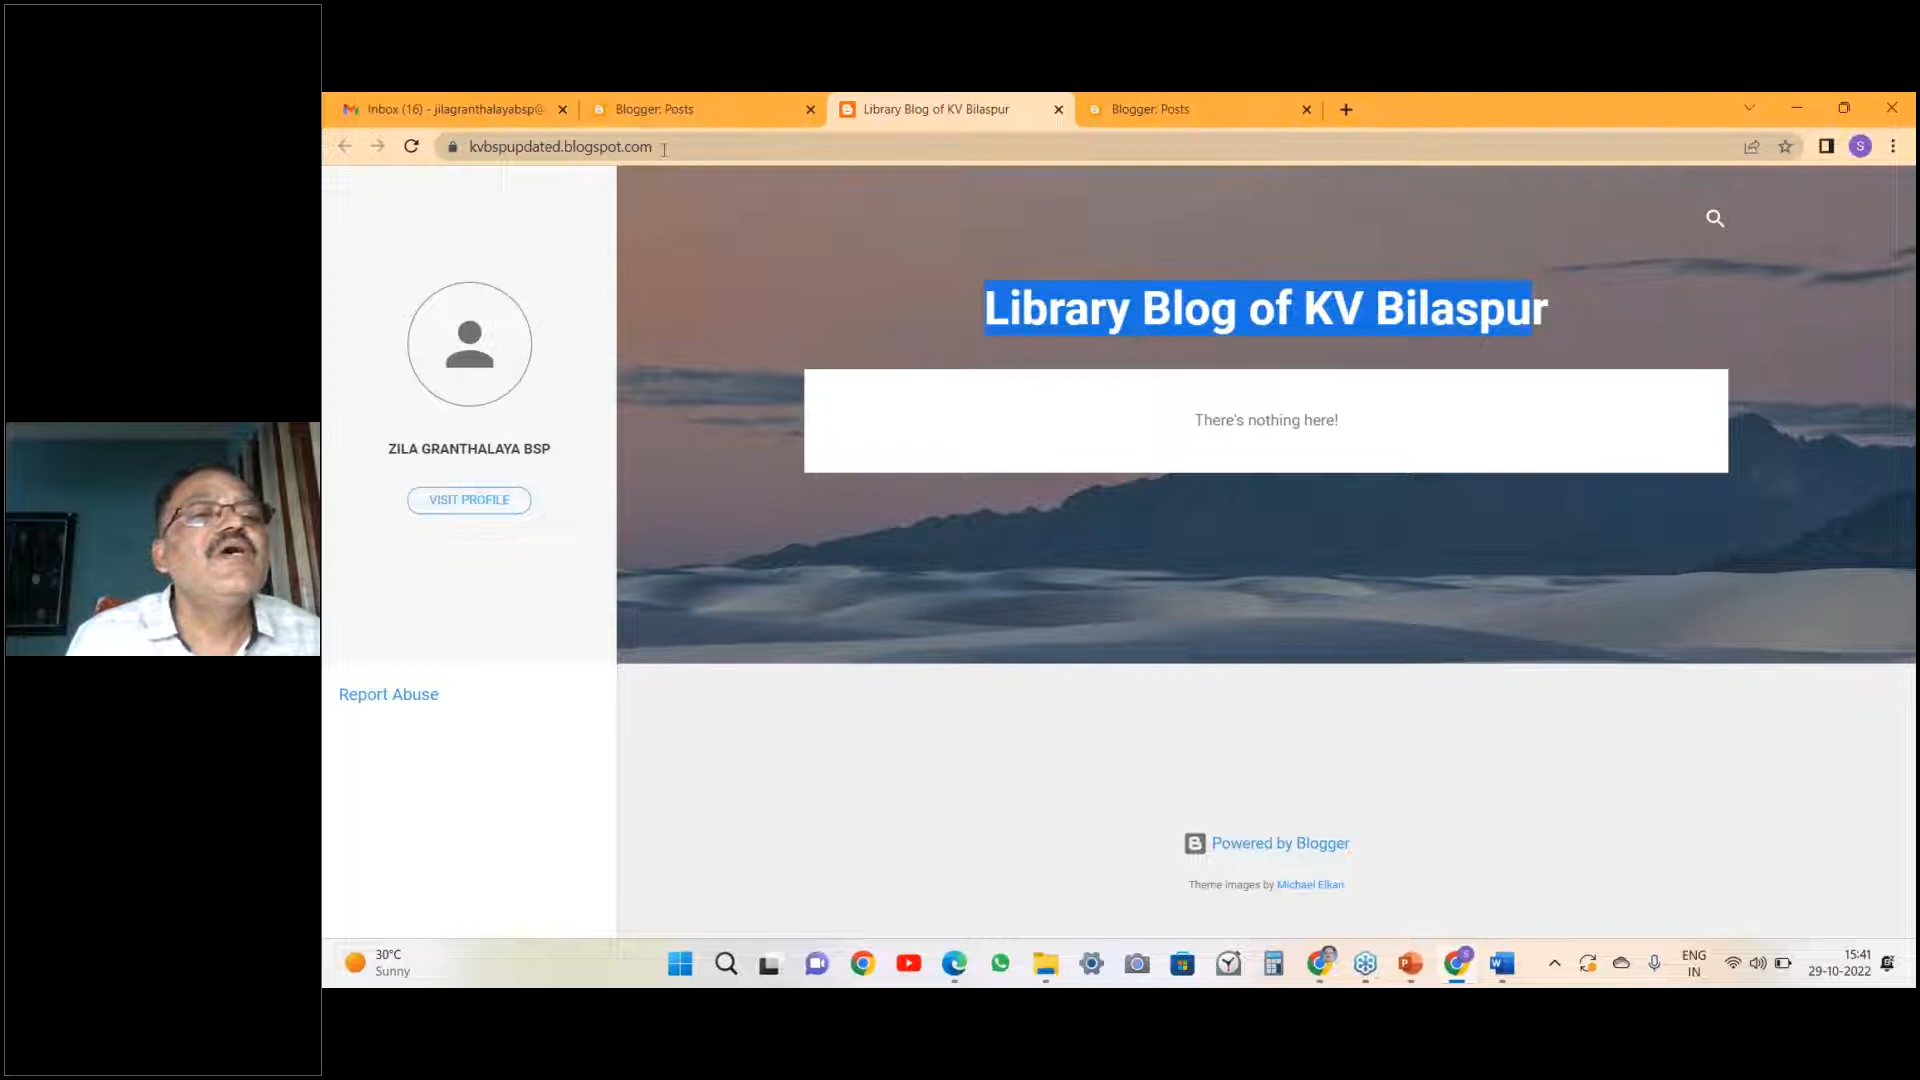 Inbox (16) - jilagranthalayabsp@
Blogger: Posts
Library Blog of KV Bilaspur
Blogger: Posts
kvbspupdated.blogspot.com
S
Library Blog of KV Bilaspur
There's nothing here!
ZILA GRANTHALAYA BSP
VISIT PROFILE
Report Abuse
Powered by Blogger
Theme images by Michael Elkan
30°C
Sunny
ENG
IN
15:41
29-10-2022